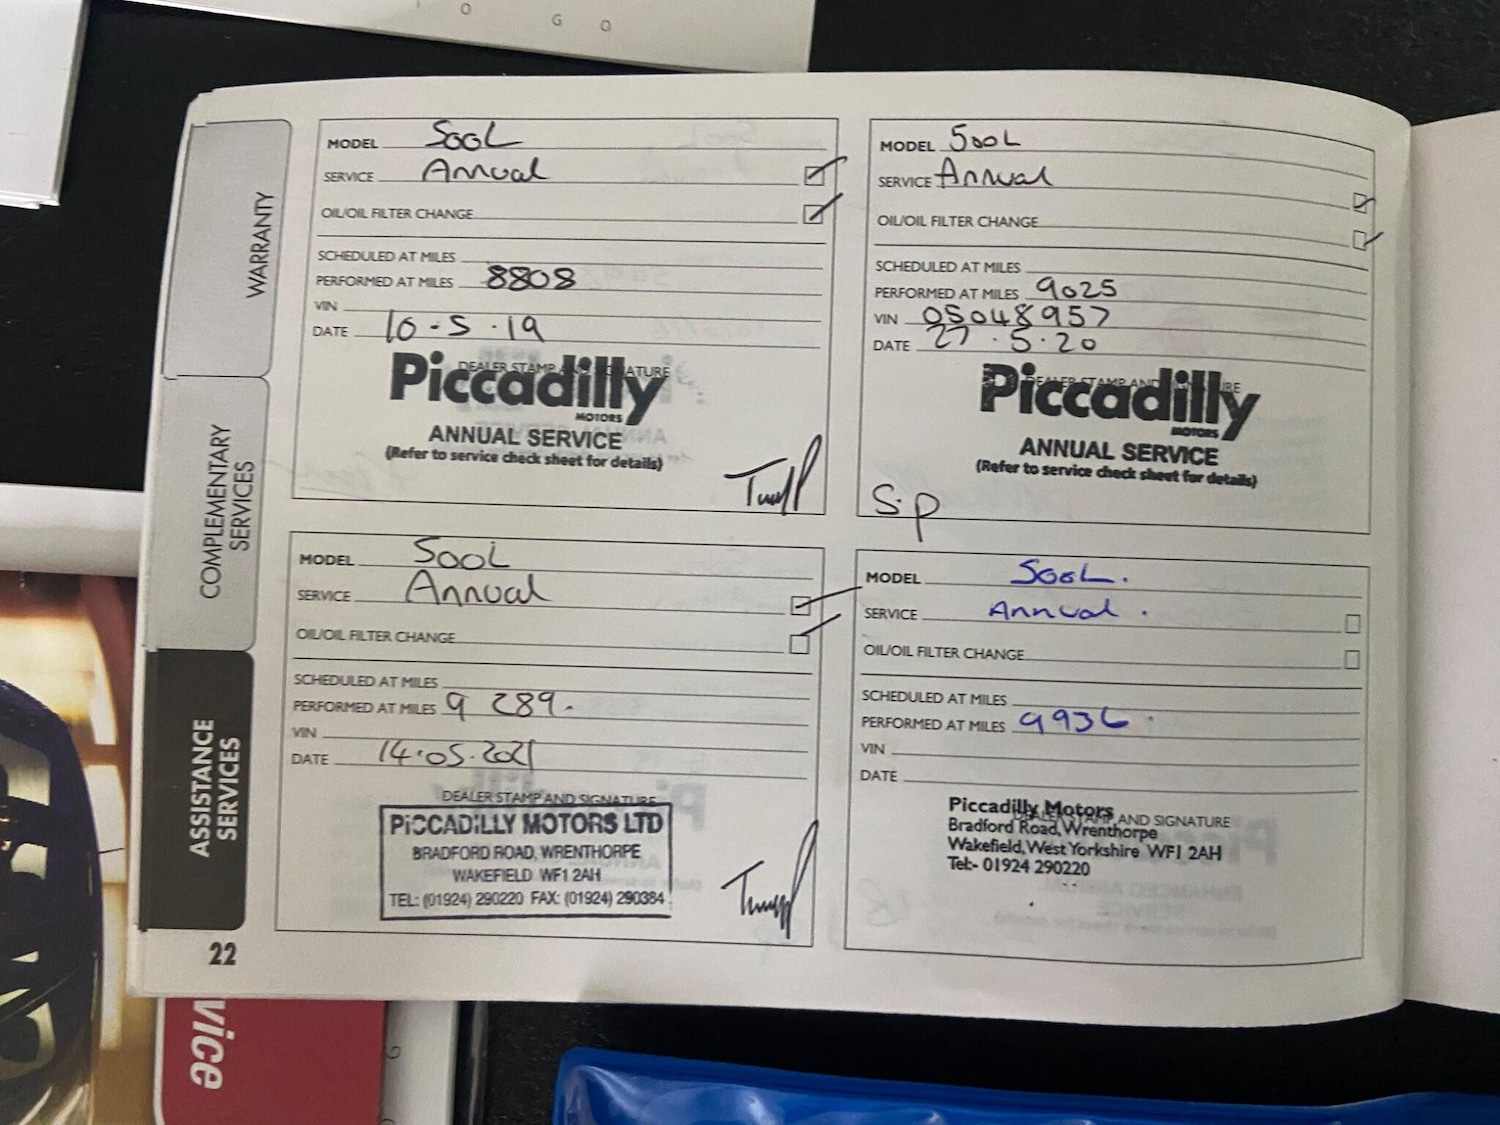 O G O
WARRANTY
COMPLEMENTARY
SERVICES
ASSISTANCE
SERVICES
MODEL 500L
SERVICE Annual
OIL/OIL FILTER CHANGE
SCHEDULED AT MILES
PERFORMED AT MILES 8808
VIN
DATE 10-5.19
DEALER STAMP AND SIGNATURE
Piccadilly
MOTORS
ANNUAL SERVICE
(Refer to service check sheet for details)
MODEL 500L
SERVICE Annual
OIL/OIL FILTER CHANGE
SCHEDULED AT MILES
PERFORMED AT MILES 9025
VIN 05048957
DATE 27.5.20
DEALER STAMP AND SIGNATURE
Piccadilly
MOTORS
ANNUAL SERVICE
(Refer to service check sheet for details)
S.P
MODEL 500L
SERVICE Annual
OIL/OIL FILTER CHANGE
SCHEDULED AT MILES
PERFORMED AT MILES 9 289.
VIN
DATE 14.05.2021
DEALER STAMP AND SIGNATURE
PICCADILLY MOTORS LTD
BRADFORD ROAD, WRENTHORPE
WAKEFIELD WF1 2AH
TEL: (01924) 290220 FAX: (01924) 290384
MODEL 500L.
SERVICE Annual.
OIL/OIL FILTER CHANGE
SCHEDULED AT MILES
PERFORMED AT MILES 9936
VIN
DATE
DEALER STAMP AND SIGNATURE
Piccadilly Motors
Bradford Road, Wrenthorpe
Wakefield, West Yorkshire WF1 2AH
Tel:- 01924 290220
22
vice